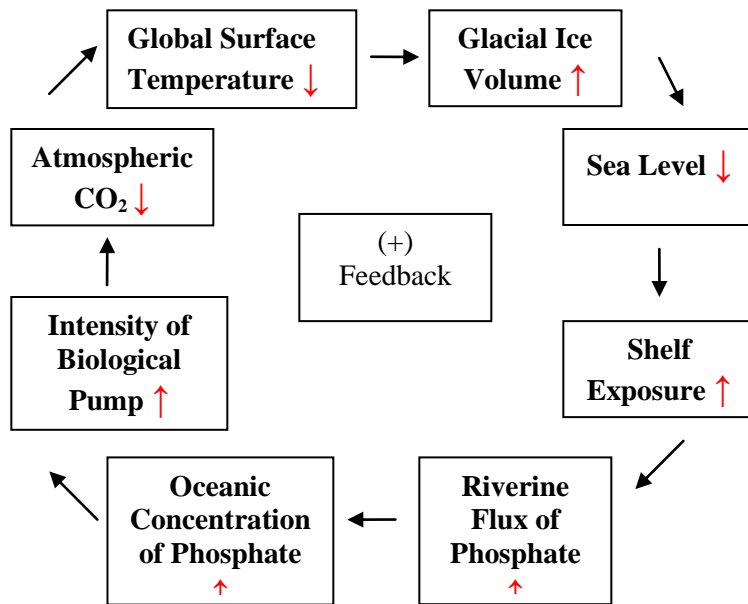 Global Surface
Temperature ↓
Glacial Ice
Volume ↑
Sea Level ↓
Shelf
Exposure ↑
Riverine
Flux of
Phosphate
↑
Oceanic
Concentration
of Phosphate
↑
Intensity of
Biological
Pump ↑
Atmospheric
CO₂ ↓
(+)
Feedback